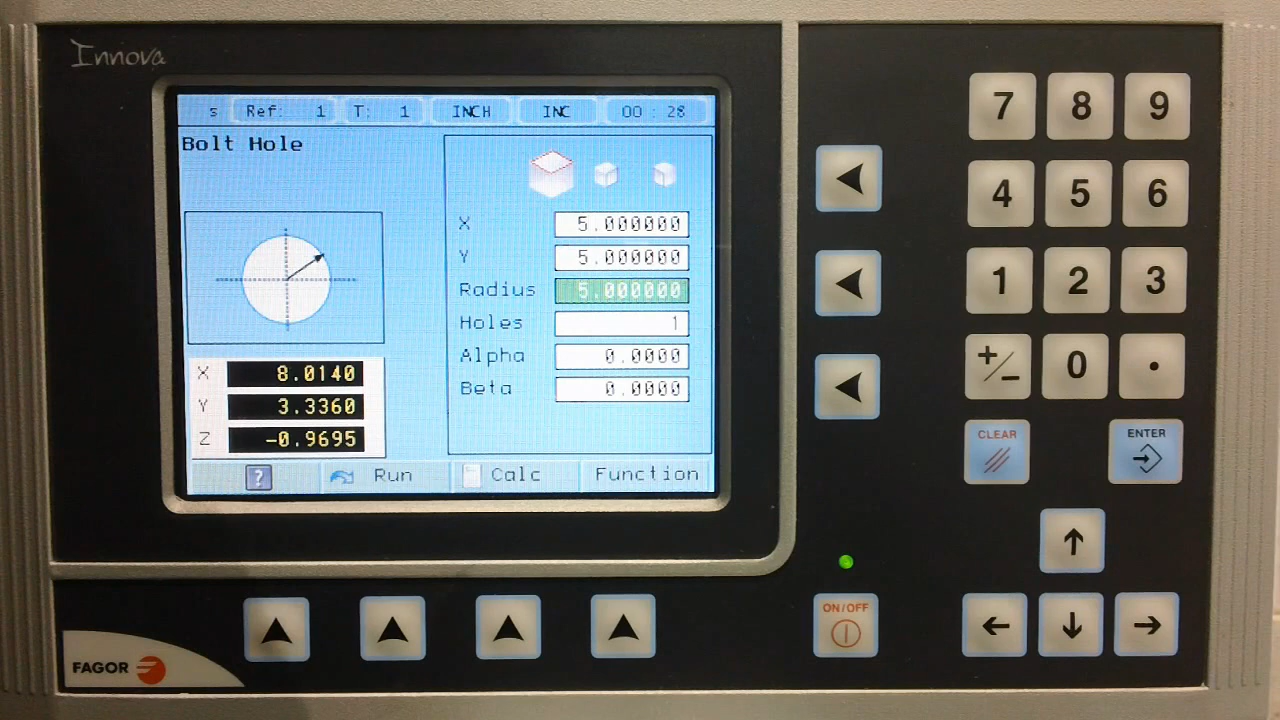 Innova
s Ref: 1 T: 1 INCH INC 00 : 28
Bolt Hole
X 5.000000
Y 5.000000
Radius 5.000000
Holes 1
Alpha 0.0000
Beta 0.0000
X 8.0140
Y 3.3360
Z -0.9695
? Run Calc Function
7 8 9
4 5 6
1 2 3
+/- 0 .
CLEAR ENTER
ON/OFF
FAGOR